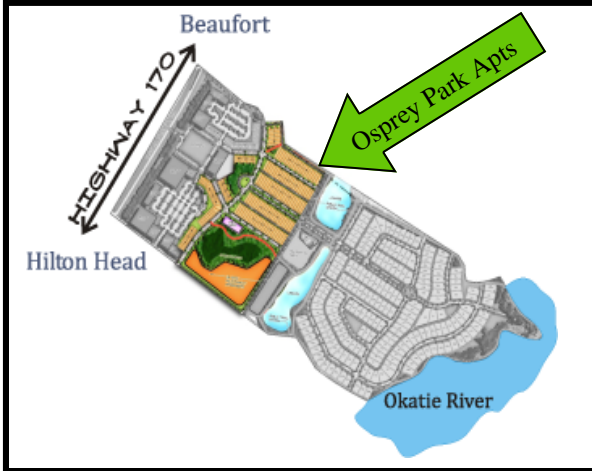 Beaufort
Osprey Park Apts
HIGHWAY 170
Hilton Head
Okatie River